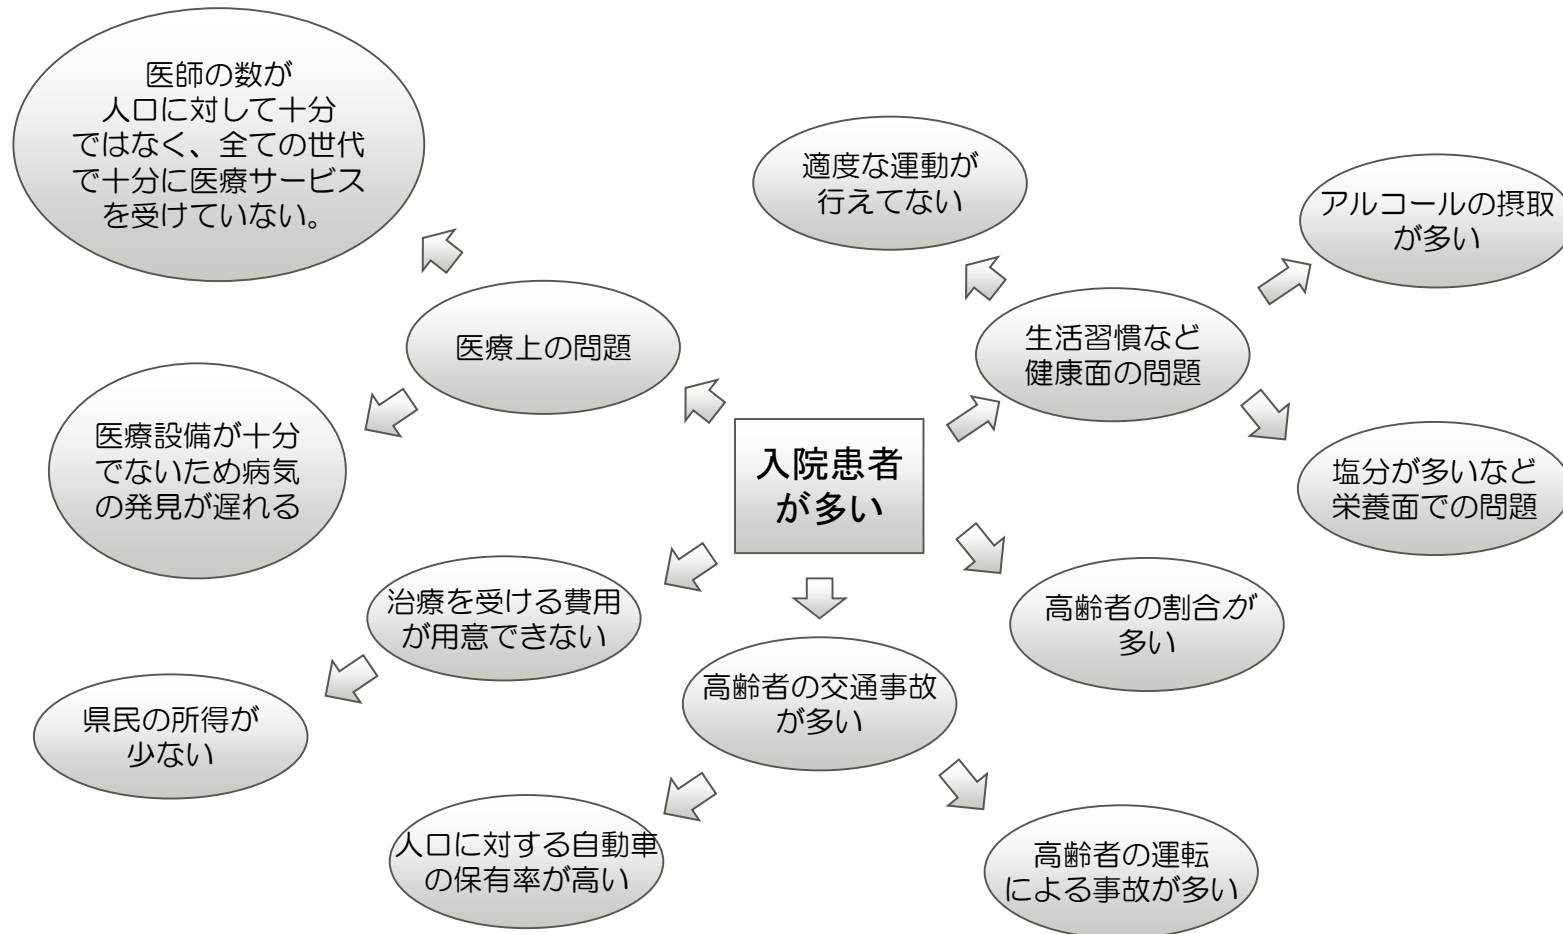 医師の数が
人口に対して十分
ではなく、全ての世代
で十分に医療サービス
を受けていない。
適度な運動が
行えてない
アルコールの摂取
が多い
医療上の問題
生活習慣など
健康面の問題
医療設備が十分
でないため病気
の発見が遅れる
入院患者
が多い
塩分が多いなど
栄養面での問題
治療を受ける費用
が用意できない
高齢者の割合が
多い
県民の所得が
少ない
高齢者の交通事故
が多い
人口に対する自動車
の保有率が高い
高齢者の運転
による事故が多い